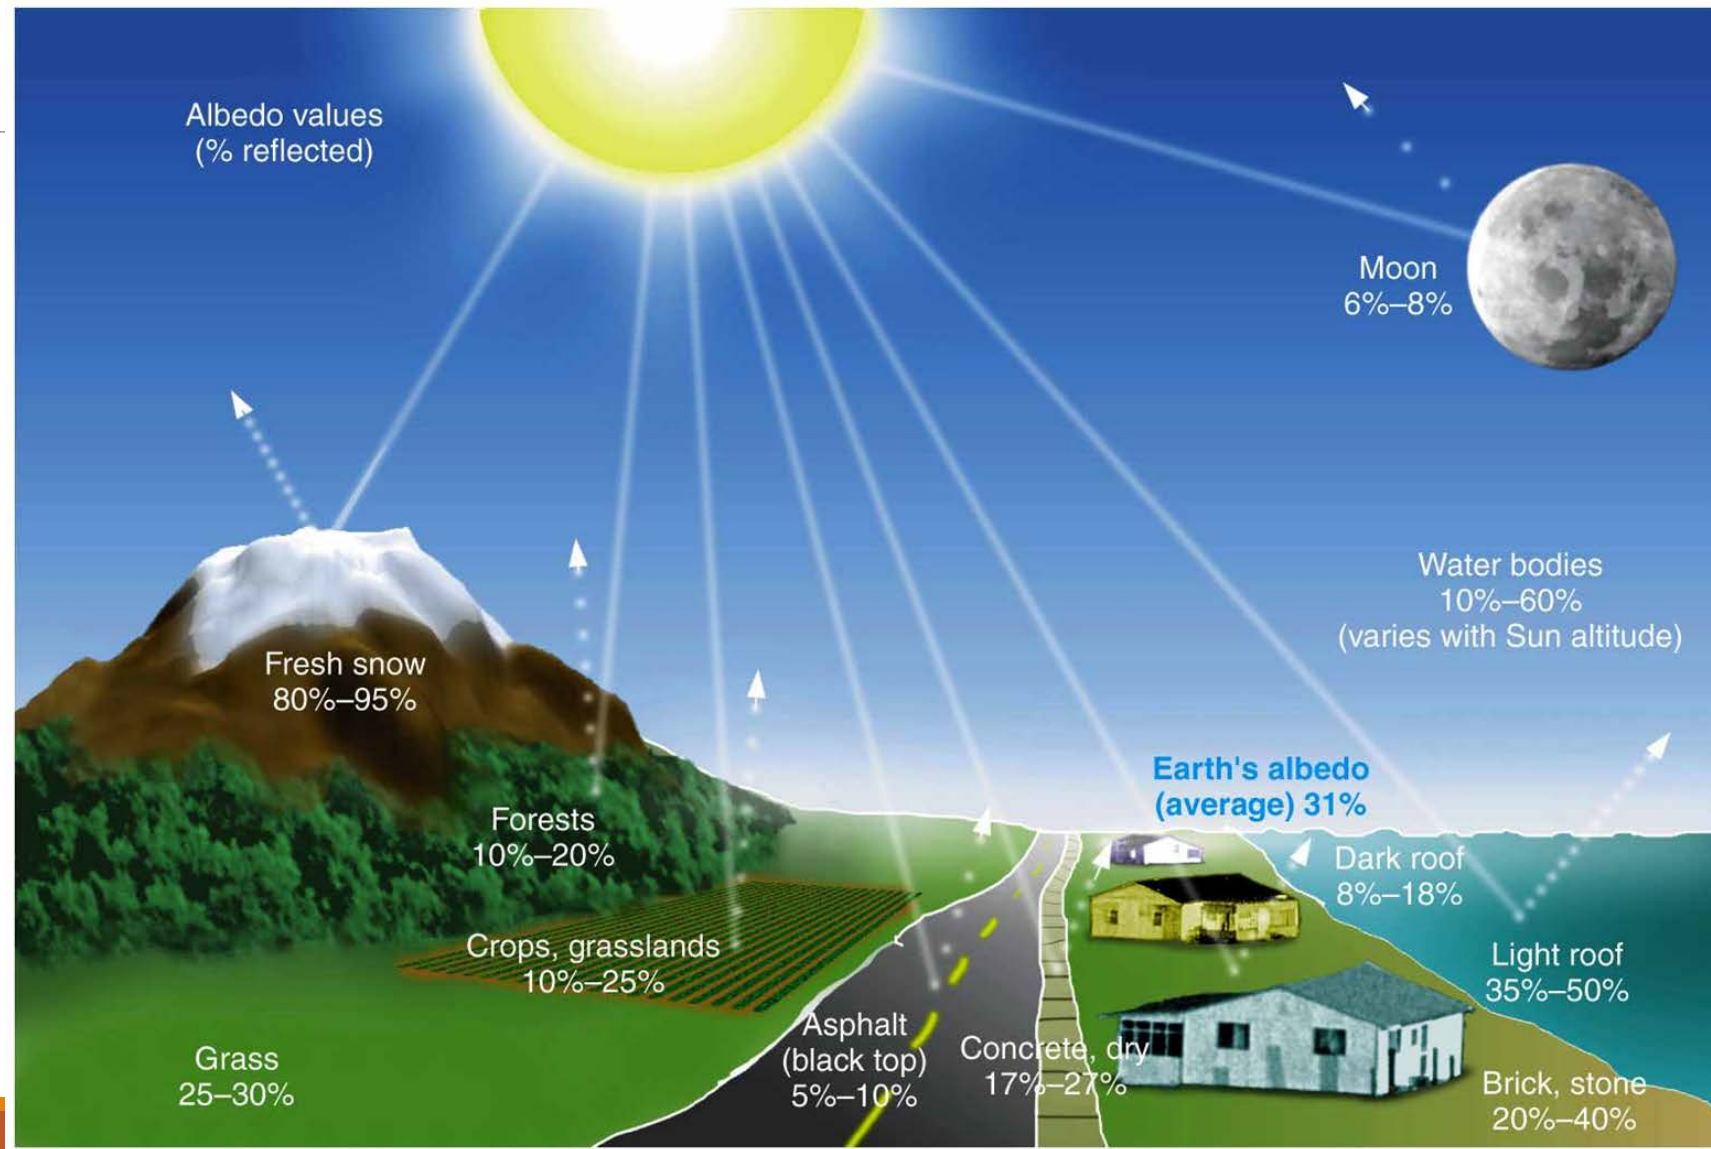 Albedo values
(% reflected)
Moon
6%–8%
Water bodies
10%–60%
(varies with Sun altitude)
Fresh snow
80%–95%
Earth's albedo
(average) 31%
Forests
10%–20%
Dark roof
8%–18%
Crops, grasslands
10%–25%
Light roof
35%–50%
Asphalt
(black top)
5%–10%
Concrete, dry
17%–27%
Grass
25–30%
Brick, stone
20%–40%